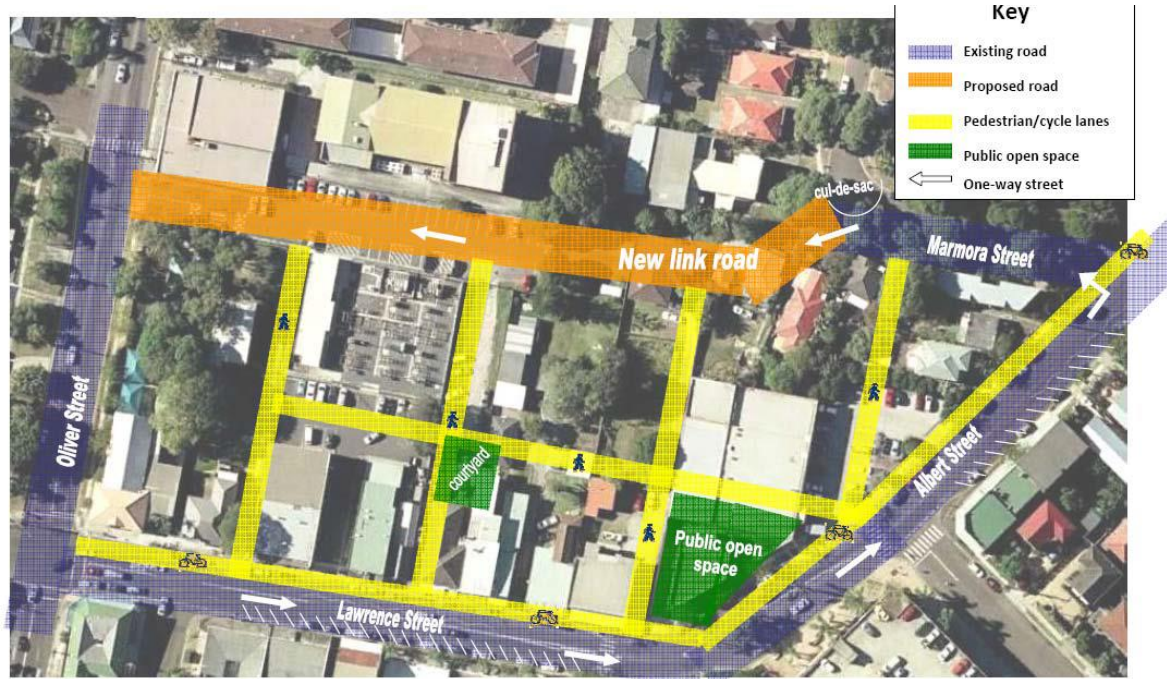 Key
Existing road
Proposed road
Pedestrian/cycle lanes
Public open space
One-way street
cul-de-sac
New link road
Marmora Street
Oliver Street
courtyard
Albert Street
Public open
space
Lawrence Street